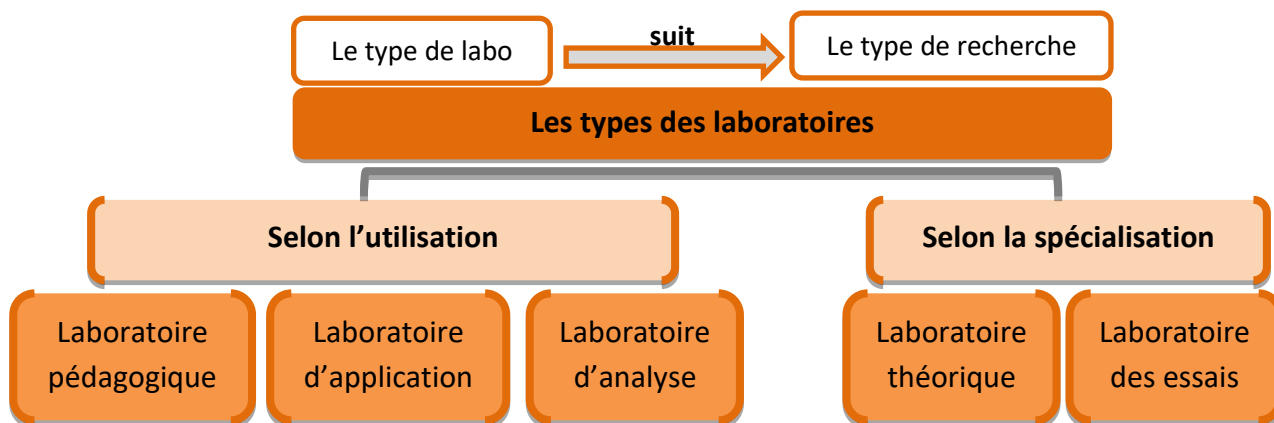 Le type de labo
suit
Le type de recherche
Les types des laboratoires
Selon l’utilisation
Selon la spécialisation
Laboratoire
pédagogique
Laboratoire
d’application
Laboratoire
d’analyse
Laboratoire
théorique
Laboratoire
des essais